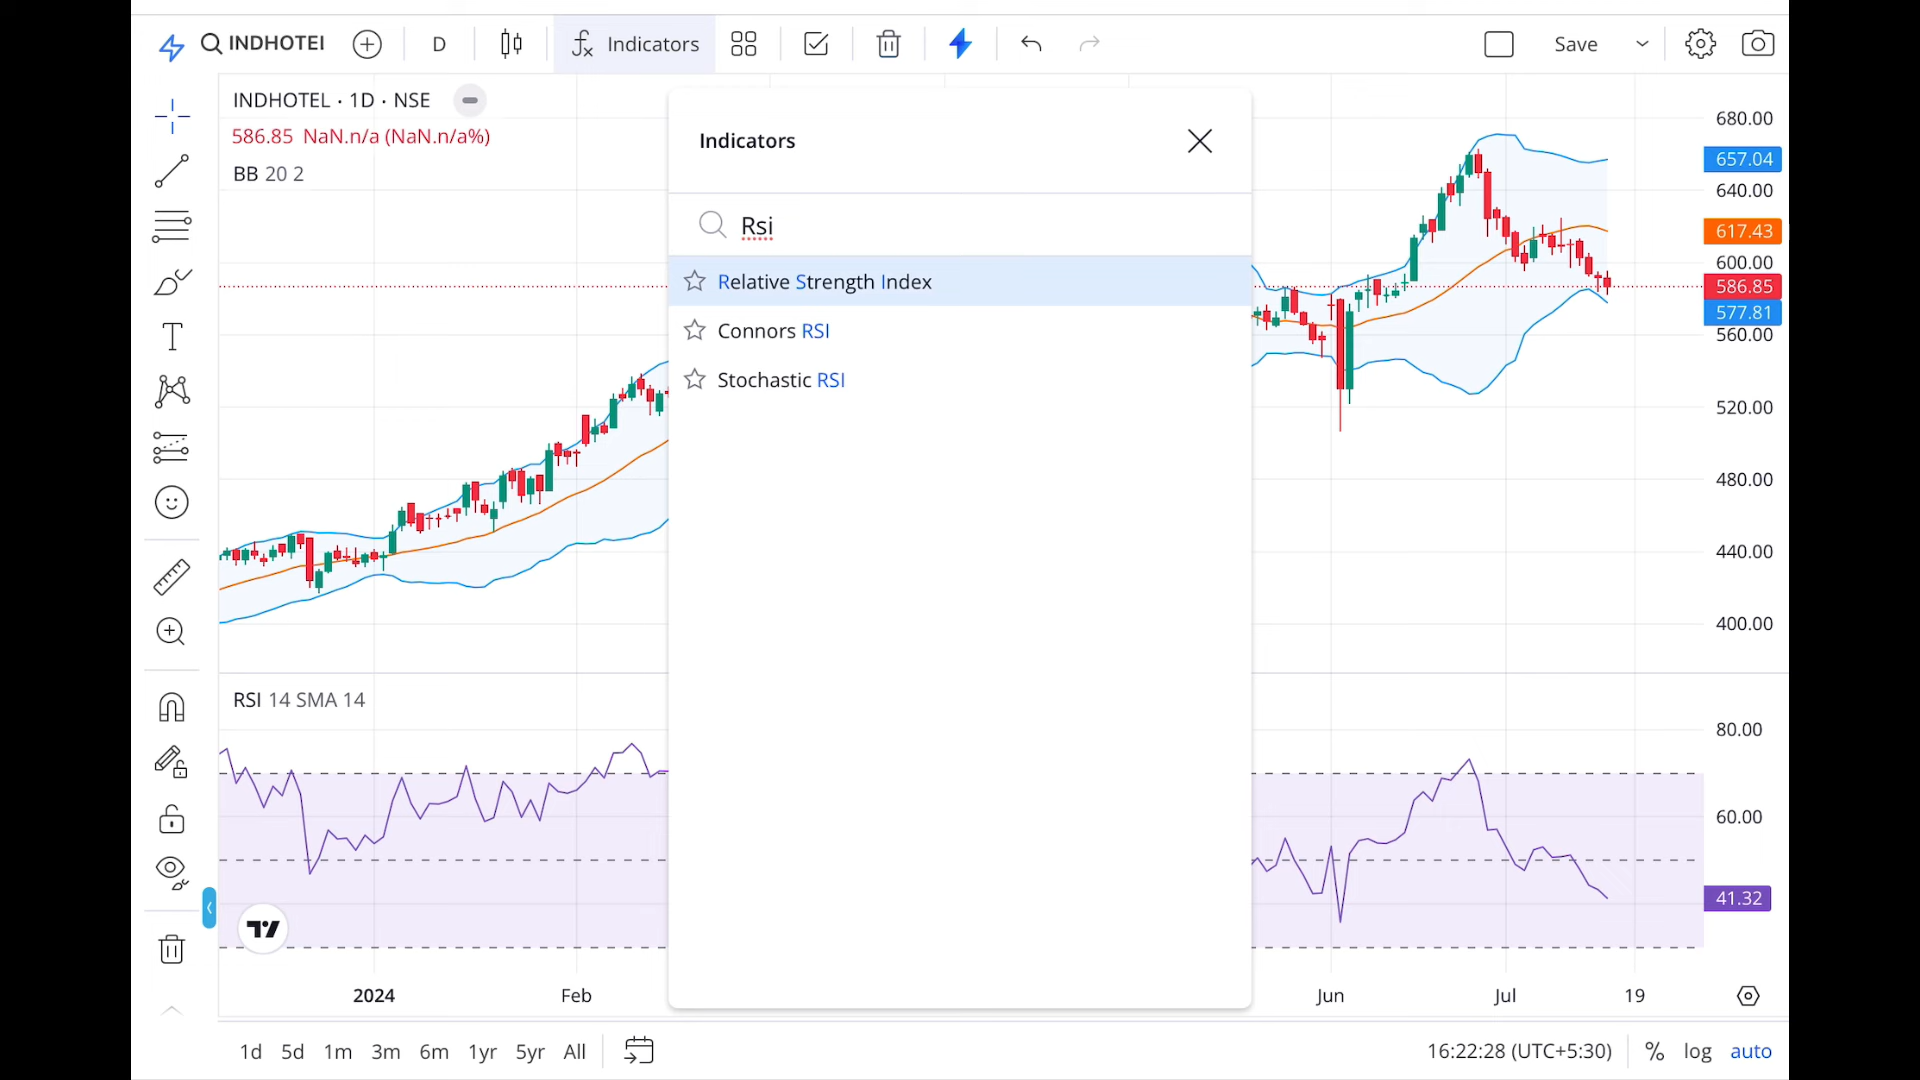 INDHOTEI
D
Indicators
Save
INDHOTEL · 1D · NSE
586.85 NaN.n/a (NaN.n/a%)
BB 20 2
Indicators
Rsi
Relative Strength Index
Connors RSI
Stochastic RSI
680.00
657.04
640.00
617.43
600.00
586.85
577.81
560.00
520.00
480.00
440.00
400.00
RSI 14 SMA 14
80.00
60.00
41.32
2024 Feb Jun Jul 19
1d 5d 1m 3m 6m 1yr 5yr All
16:22:28 (UTC+5:30) % log auto